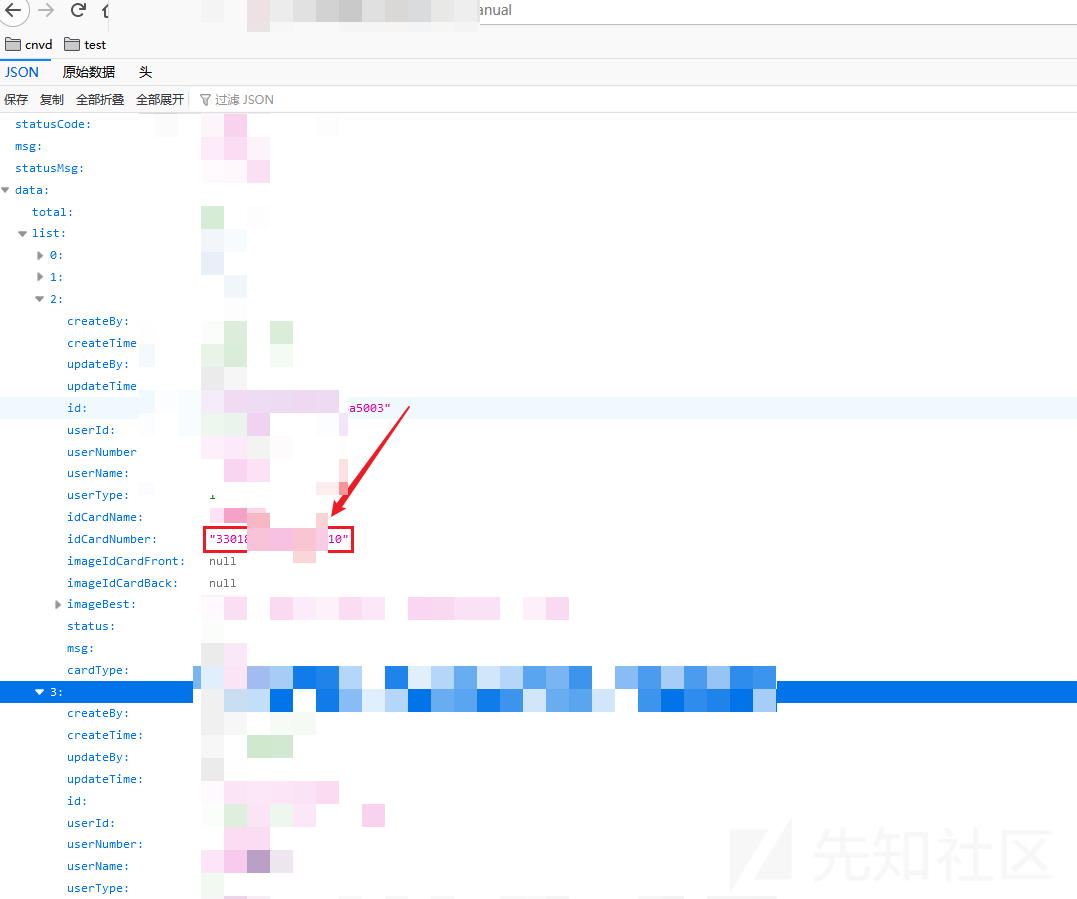 anual
cnvd test
JSON 原始数据 头
保存 复制 全部折叠 全部展开 过滤 JSON
statusCode:
msg:
statusMsg:
data:
total:
list:
0:
1:
2:
createBy:
createTime
updateBy:
updateTime
id: a5003"
userId:
userNumber
userName:
userType: 1
idCardName:
idCardNumber: "3301 10"
imageIdCardFront: null
imageIdCardBack: null
imageBest:
status:
msg:
cardType:
3:
createBy:
createTime:
updateBy:
updateTime:
id:
userId:
userNumber:
userName:
userType:
先知社区